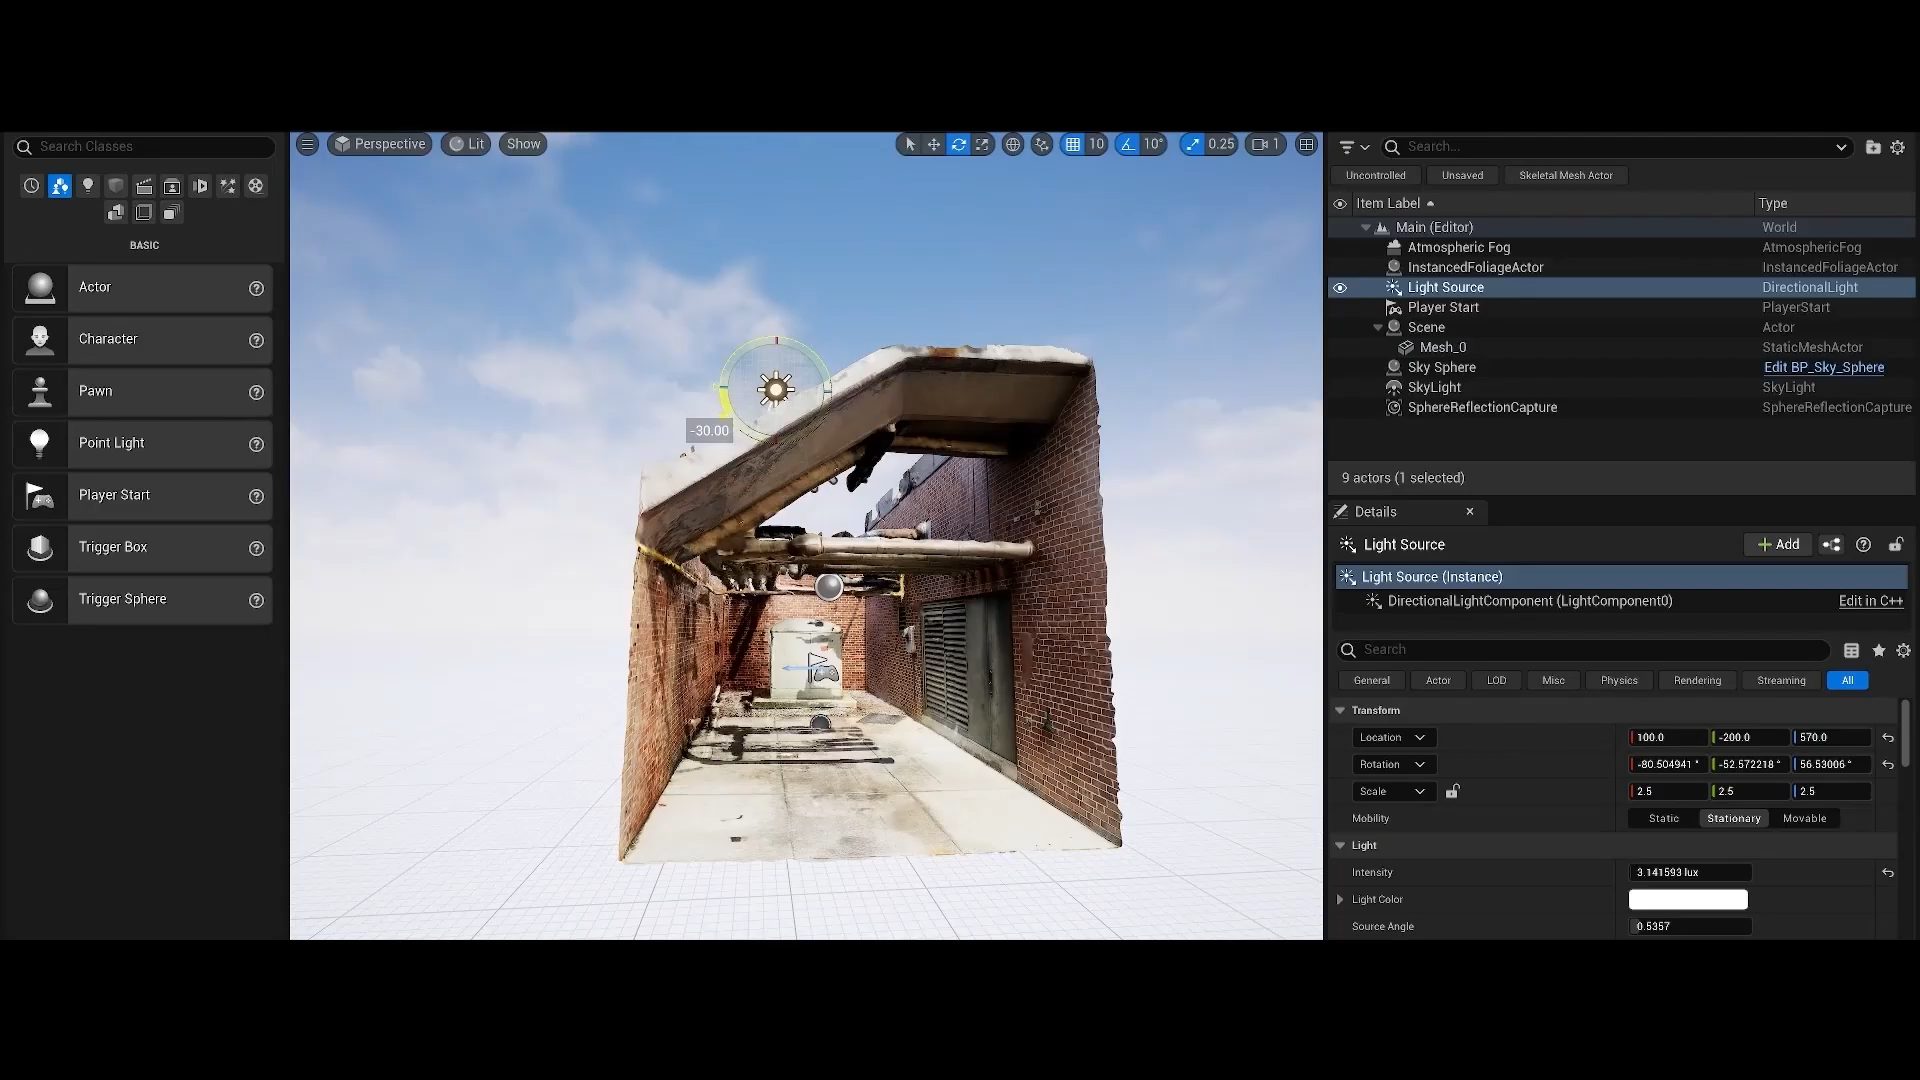 Search Classes
BASIC
Actor
Character
Pawn
Point Light
Player Start
Trigger Box
Trigger Sphere
Perspective
Lit
Show
10
10°
0.25
1
-30.00
Search...
Uncontrolled
Unsaved
Skeletal Mesh Actor
Item Label
Type
Main (Editor)
World
Atmospheric Fog
AtmosphericFog
InstancedFoliageActor
InstancedFoliageActor
Light Source
DirectionalLight
Player Start
PlayerStart
Scene
Actor
Mesh_0
StaticMeshActor
Sky Sphere
Edit BP_Sky_Sphere
SkyLight
SkyLight
SphereReflectionCapture
SphereReflectionCapture
9 actors (1 selected)
Details
Light Source
+ Add
Light Source (Instance)
DirectionalLightComponent (LightComponent0)
Edit in C++
Search
General
Actor
LOD
Misc
Physics
Rendering
Streaming
All
Transform
Location
100.0
-200.0
570.0
Rotation
-80.504941 °
-52.572218 °
56.53006 °
Scale
2.5
2.5
2.5
Mobility
Static
Stationary
Movable
Light
Intensity
3.141593 lux
Light Color
Source Angle
0.5357